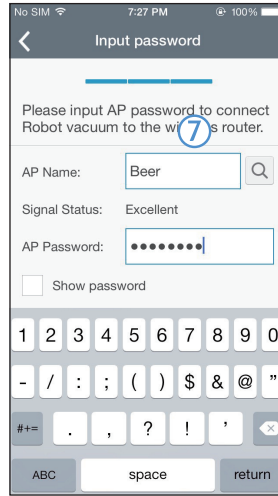 No SIM 7:27 PM 100%
Input password
Please input AP password to connect
Robot vacuum to the wi s router.
7
AP Name: Beer
Signal Status: Excellent
AP Password: ●●●●●●●●
Show password
1 2 3 4 5 6 7 8 9 0
- / : ; ( ) $ & @ "
#+= . , ? ! ’
ABC space return